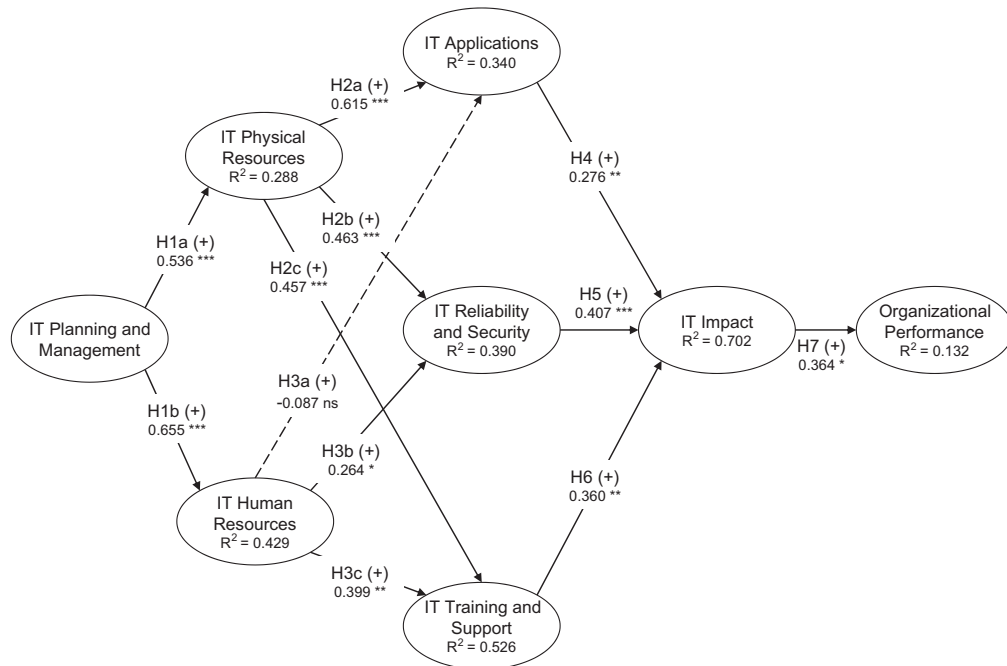 IT Applications
R² = 0.340
H2a (+)
0.615 ***
IT Physical
Resources
R² = 0.288
H4 (+)
0.276 **
H2b (+)
0.463 ***
H1a (+)
0.536 ***
H2c (+)
0.457 ***
IT Planning and
Management
IT Reliability
and Security
R² = 0.390
H5 (+)
0.407 ***
IT Impact
R² = 0.702
H7 (+)
0.364 *
Organizational
Performance
R² = 0.132
H3a (+)
-0.087 ns
H1b (+)
0.655 ***
H3b (+)
0.264 *
H6 (+)
0.360 **
IT Human
Resources
R² = 0.429
H3c (+)
0.399 **
IT Training and
Support
R² = 0.526